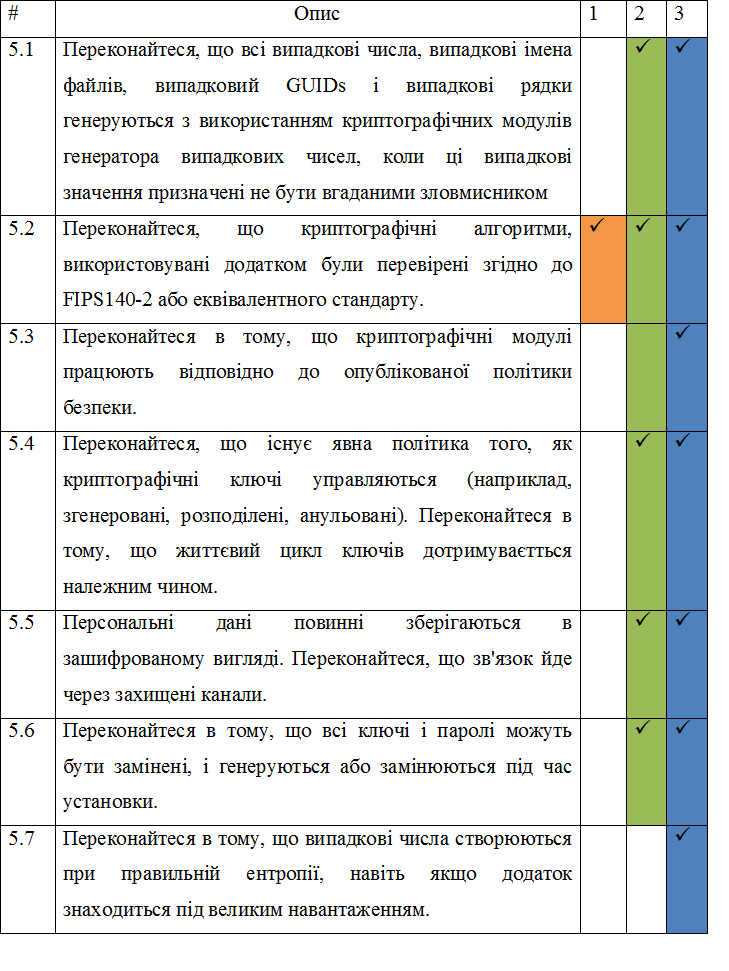 # Опис 1 2 3
5.1 Переконайтеся, що всі випадкові числа, випадкові імена ✓ ✓
файлів, випадковий GUIDs і випадкові рядки
генеруються з використанням криптографічних модулів
генератора випадкових чисел, коли ці випадкові
значення призначені не бути вгаданими зловмисником
5.2 Переконайтеся, що криптографічні алгоритми, ✓ ✓ ✓
використовувані додатком були перевірені згідно до
FIPS140-2 або еквівалентного стандарту.
5.3 Переконайтеся в тому, що криптографічні модулі ✓
працюють відповідно до опублікованої політики
безпеки.
5.4 Переконайтеся, що існує явна політика того, як ✓ ✓
криптографічні ключі управляються (наприклад,
згенеровані, розподілені, анульовані). Переконайтеся в
тому, що життєвий цикл ключів дотримуваєтться
належним чином.
5.5 Персональні дані повинні зберігаються в ✓ ✓
зашифрованому вигляді. Переконайтеся, що зв'язок йде
через захищені канали.
5.6 Переконайтеся в тому, що всі ключі і паролі можуть ✓ ✓
бути замінені, і генеруються або замінюються під час
установки.
5.7 Переконайтеся в тому, що випадкові числа створюються ✓
при правильній ентропії, навіть якщо додаток
знаходиться під великим навантаженням.